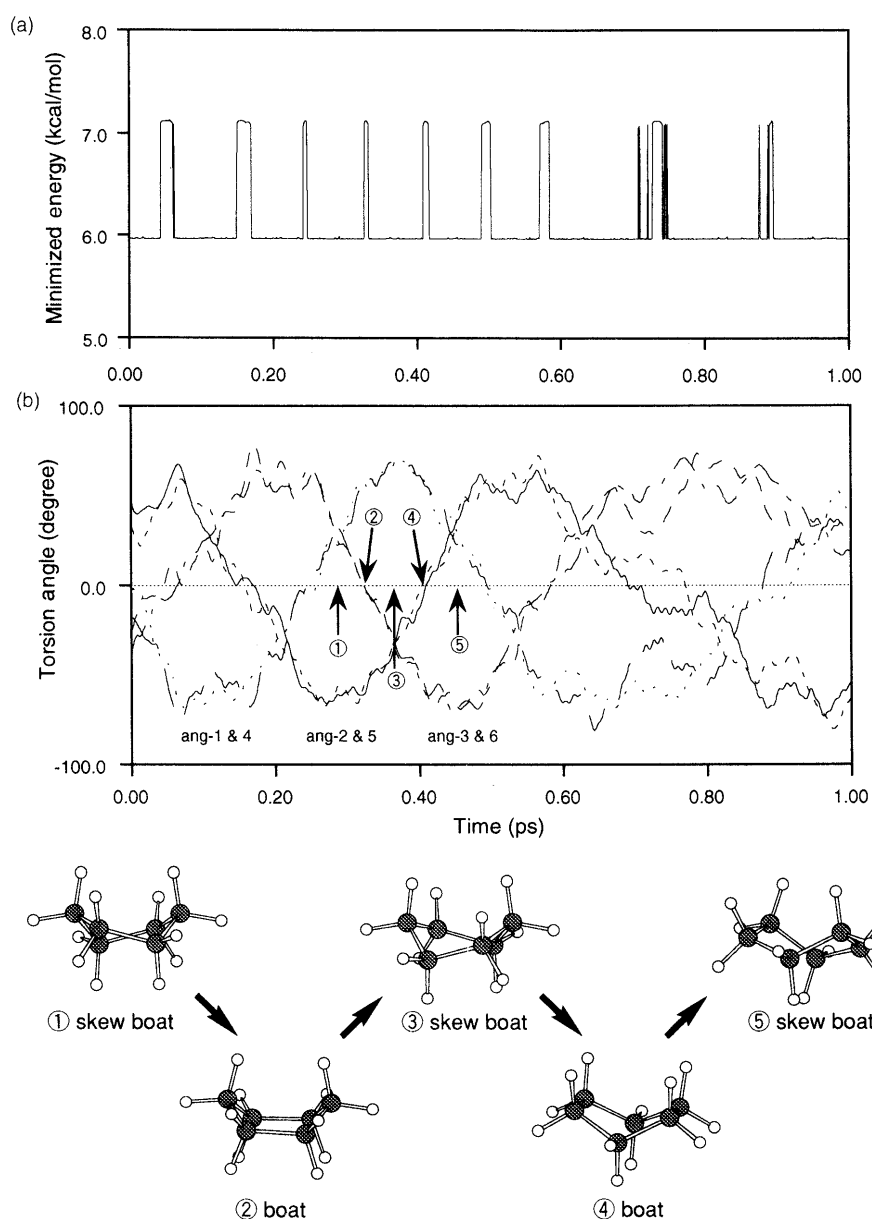 (a)
8.0
7.0
6.0
5.0
Minimized energy (kcal/mol)
0.00 0.20 0.40 0.60 0.80 1.00
(b)
100.0
0.0
-100.0
Torsion angle (degree)
② ④
① ③ ⑤
ang-1 & 4 ang-2 & 5 ang-3 & 6
0.00 0.20 0.40 0.60 0.80 1.00
Time (ps)
① skew boat ③ skew boat ⑤ skew boat
② boat ④ boat